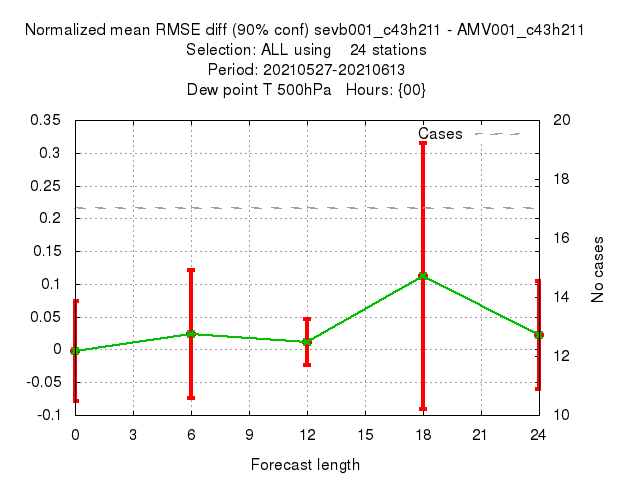 Normalized mean RMSE diff (90% conf) sevb001_c43h211 - AMV001_c43h211
Selection: ALL using    24 stations
Period: 20210527-20210613
Dew point T 500hPa   Hours: {00}
Cases
0.35
0.3
0.25
0.2
0.15
0.1
0.05
0
-0.05
-0.1
20
18
16
14
12
10
No cases
0 3 6 9 12 15 18 21 24
Forecast length